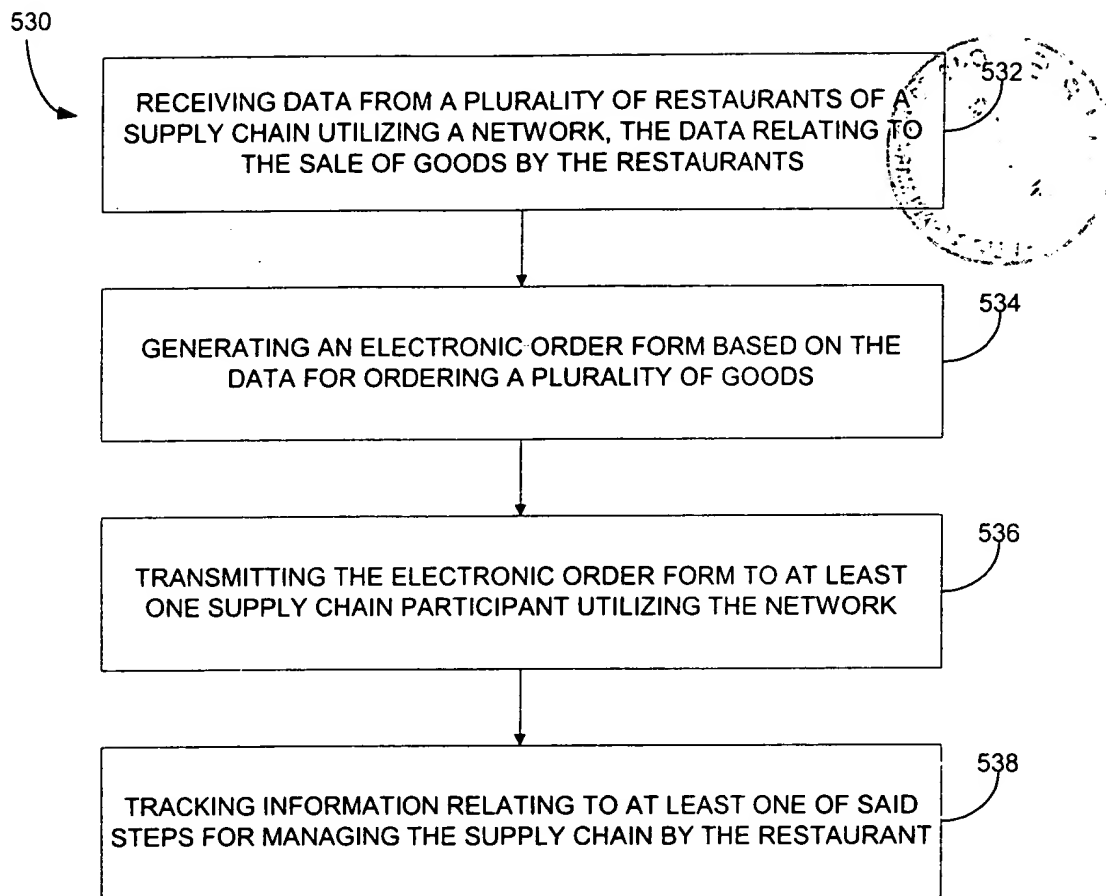 530
532
RECEIVING DATA FROM A PLURALITY OF RESTAURANTS OF A
SUPPLY CHAIN UTILIZING A NETWORK, THE DATA RELATING TO
THE SALE OF GOODS BY THE RESTAURANTS
534
GENERATING AN ELECTRONIC ORDER FORM BASED ON THE
DATA FOR ORDERING A PLURALITY OF GOODS
536
TRANSMITTING THE ELECTRONIC ORDER FORM TO AT LEAST
ONE SUPPLY CHAIN PARTICIPANT UTILIZING THE NETWORK
538
TRACKING INFORMATION RELATING TO AT LEAST ONE OF SAID
STEPS FOR MANAGING THE SUPPLY CHAIN BY THE RESTAURANT